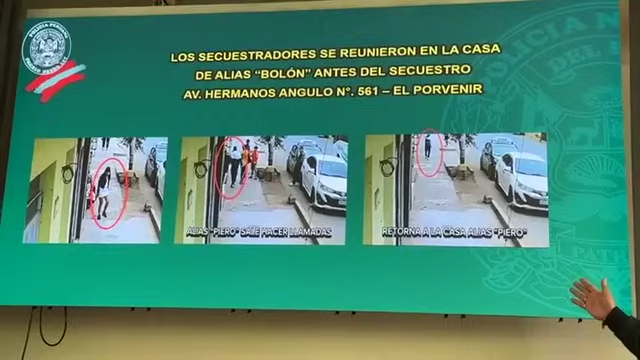 LOS SECUESTRADORES SE REUNIERON EN LA CASA
DE ALIAS "BOLÓN" ANTES DEL SECUESTRO
AV. HERMANOS ANGULO N°. 561 – EL PORVENIR
ALIAS "PIERO" SALE HACER LLAMADAS
RETORNA A LA CASA ALIAS "PIERO"